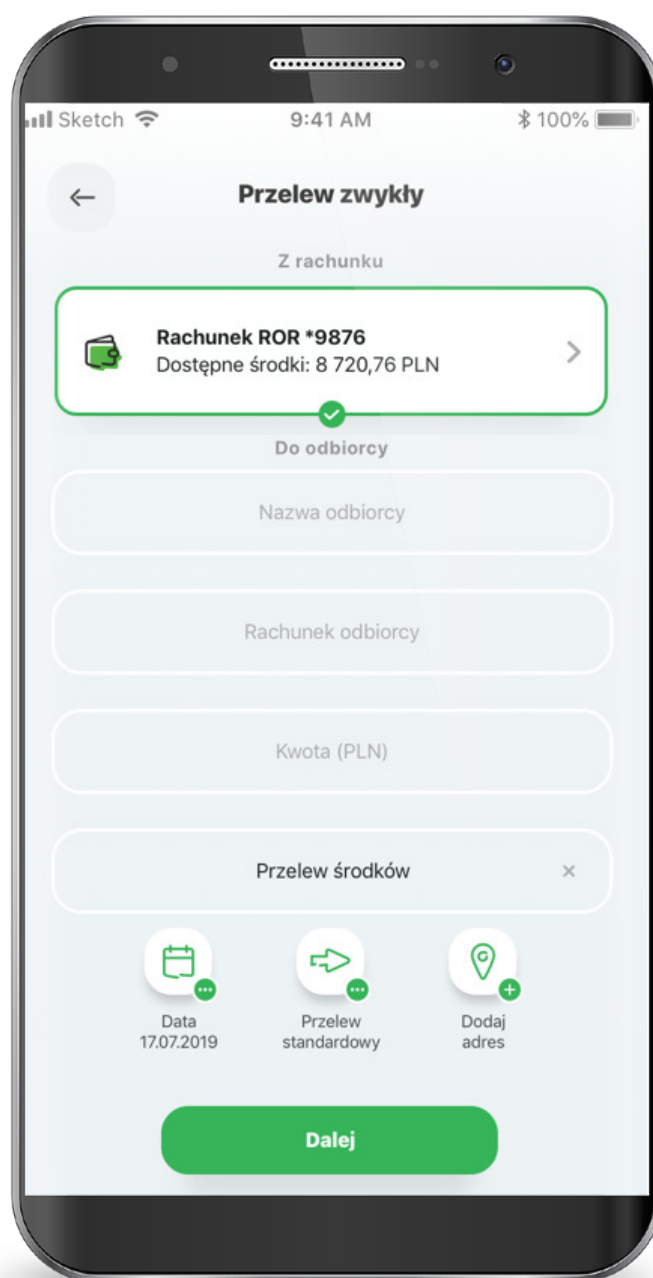 Sketch 9:41 AM 100%
Przelew zwykły
Z rachunku
Rachunek ROR *9876
Dostępne środki: 8 720,76 PLN
Do odbiorcy
Nazwa odbiorcy
Rachunek odbiorcy
Kwota (PLN)
Przelew środków
Data
17.07.2019
Przelew
standardowy
Dodaj
adres
Dalej